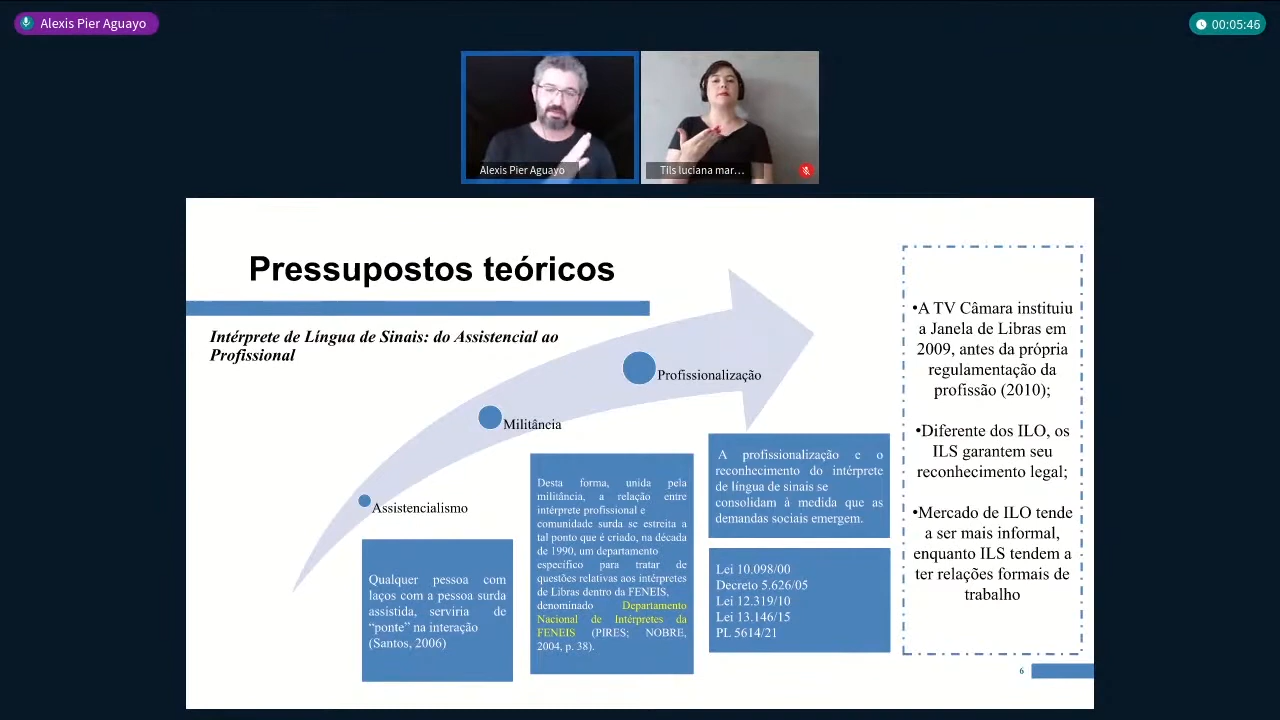 Alexis Pier Aguayo
00:05:46
Alexis Pier Aguayo
Tils luciana mar…
Pressupostos teóricos
Intérprete de Língua de Sinais: do Assistencial ao
Profissional
Profissionalização
Militância
Assistencialismo
Qualquer pessoa com
laços com a pessoa surda
assistida, serviria de
“ponte” na interação
(Santos, 2006)
Desta forma, unida pela
militância, a relação entre
intérprete profissional e
comunidade surda se estreita a
tal ponto que é criado, na década
de 1990, um departamento
específico para tratar de
questões relativas aos intérpretes
de Libras dentro da FENEIS,
denominado Departamento
Nacional de Intérpretes da
FENEIS (PIRES; NOBRE,
2004, p. 38).
A profissionalização e o
reconhecimento do intérprete
de língua de sinais se
consolidam à medida que as
demandas sociais emergem.
Lei 10.098/00
Decreto 5.626/05
Lei 12.319/10
Lei 13.146/15
PL 5614/21
•A TV Câmara instituiu
a Janela de Libras em
2009, antes da própria
regulamentação da
profissão (2010);
•Diferente dos ILO, os
ILS garantem seu
reconhecimento legal;
•Mercado de ILO tende
a ser mais informal,
enquanto ILS tendem a
ter relações formais de
trabalho
6